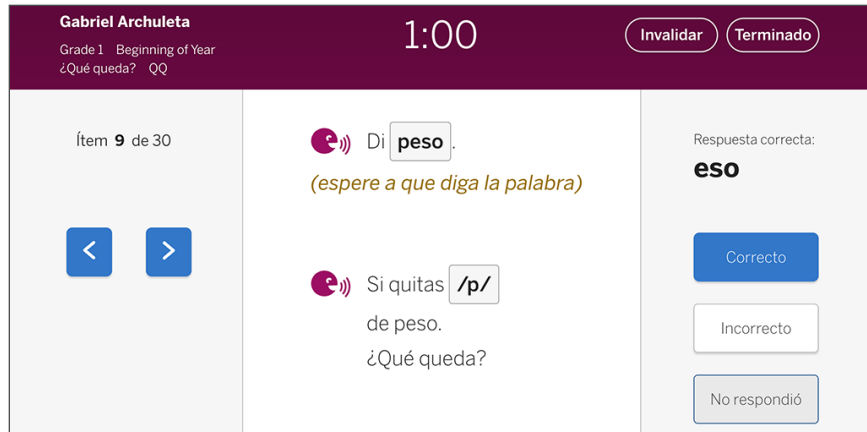 Gabriel Archuleta
Grade 1 Beginning of Year
¿Qué queda? QQ
1:00
Invalidar
Terminado
Ítem 9 de 30
Di peso.
(espere a que diga la palabra)
Si quitas /p/
de peso.
¿Qué queda?
Respuesta correcta:
eso
Correcto
Incorrecto
No respondió